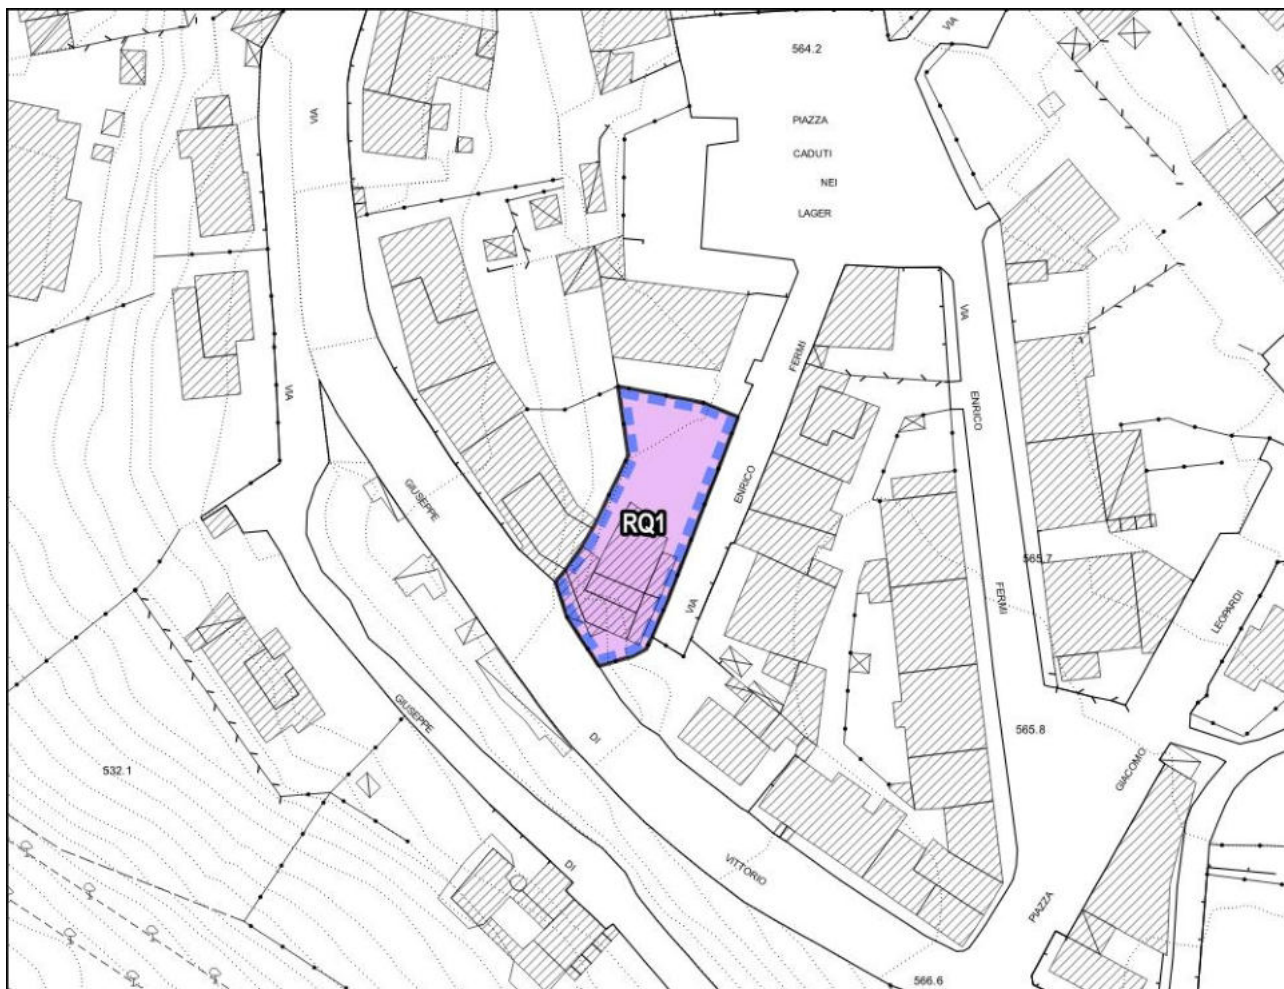 VIA
564.2
VIA
PIAZZA
CADUTI
NEI
LAGER
VIA
FERMI
VIA
ENRICO
GIUSEPPE
ENRICO
RQ1
565.7
FERMI
VIA
LEOPARDI
GIUSEPPE
565.8
DI
532.1
GIACOMO
DI
VITTORIO
PIAZZA
566.6